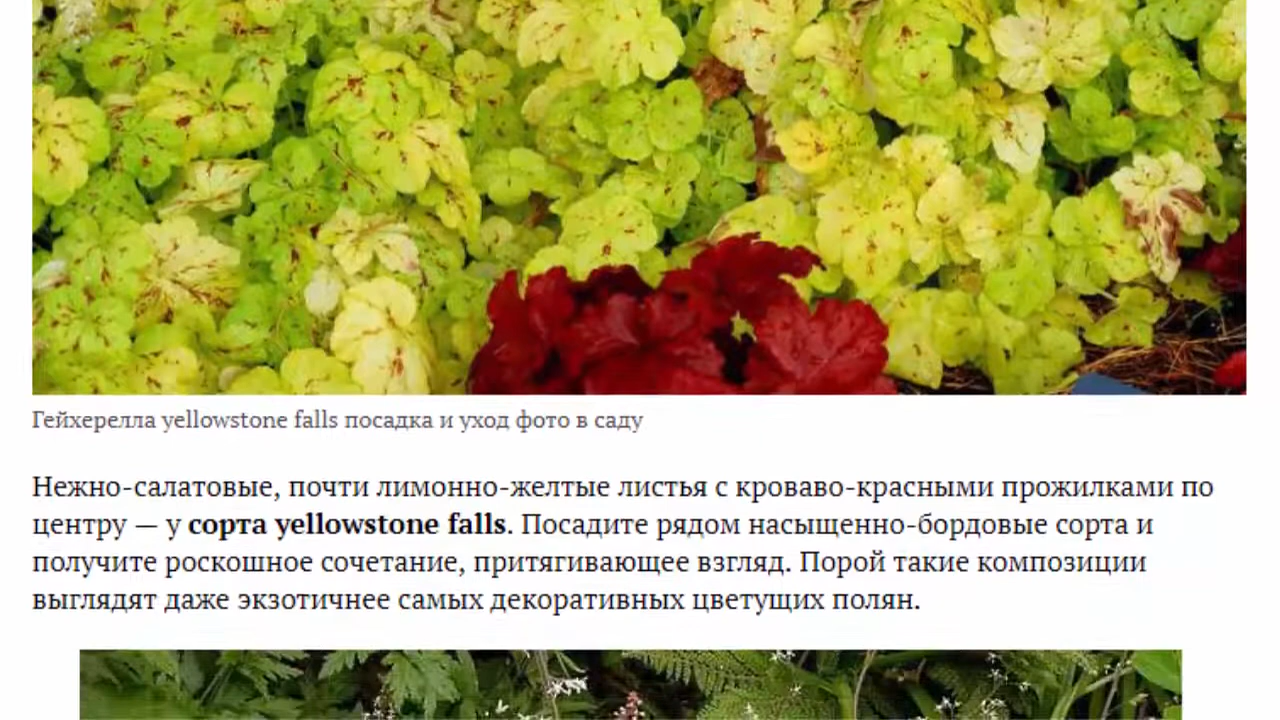 Гейхерелла yellowstone falls посадка и уход фото в саду
Нежно-салатовые, почти лимонно-желтые листья с кроваво-красными прожилками по
центру — у сорта yellowstone falls. Посадите рядом насыщенно-бордовые сорта и
получите роскошное сочетание, притягивающее взгляд. Порой такие композиции
выглядят даже экзотичнее самых декоративных цветущих полян.